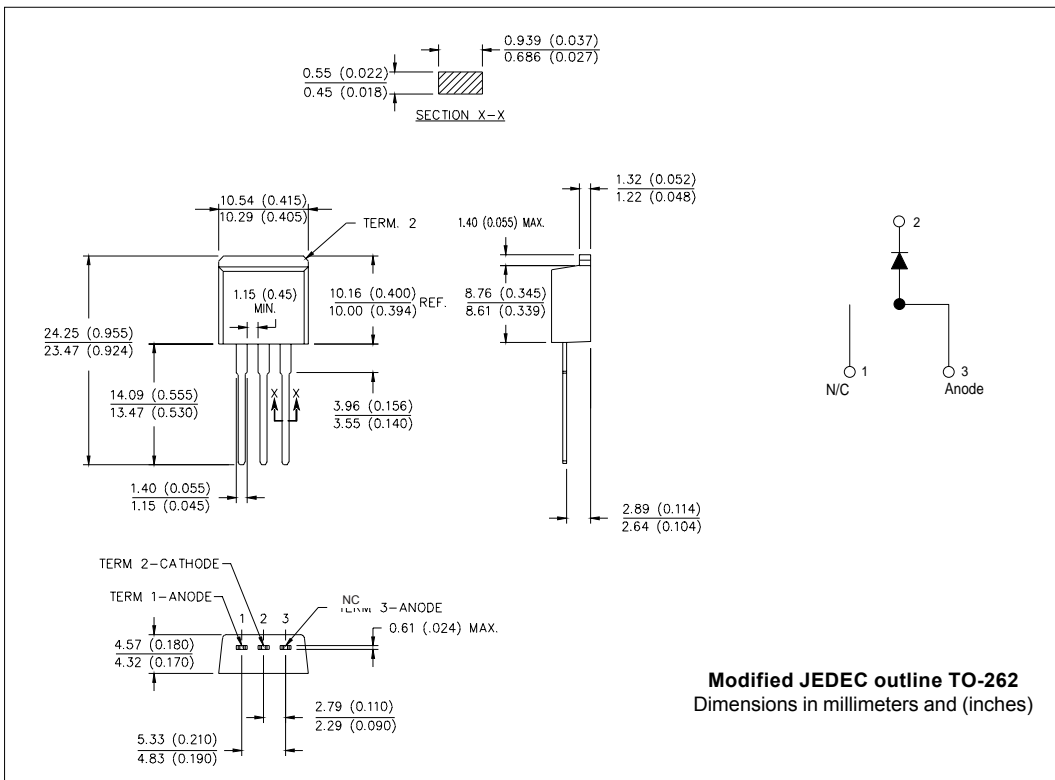 0.939 (0.037)
0.686 (0.027)
0.55 (0.022)
0.45 (0.018)
SECTION X-X
10.54 (0.415)
10.29 (0.405)
TERM. 2
1.32 (0.052)
1.22 (0.048)
1.40 (0.055) MAX.
2
1.15 (0.45)
MIN.
10.16 (0.400)
10.00 (0.394)
REF.
8.76 (0.345)
8.61 (0.339)
24.25 (0.955)
23.47 (0.924)
14.09 (0.555)
13.47 (0.530)
X X
3.96 (0.156)
3.55 (0.140)
1
N/C
3
Anode
1.40 (0.055)
1.15 (0.045)
2.89 (0.114)
2.64 (0.104)
TERM 2-CATHODE
TERM 1-ANODE
NC
3-ANODE
1 2 3
0.61 (.024) MAX.
4.57 (0.180)
4.32 (0.170)
2.79 (0.110)
2.29 (0.090)
5.33 (0.210)
4.83 (0.190)
Modified JEDEC outline TO-262
Dimensions in millimeters and (inches)